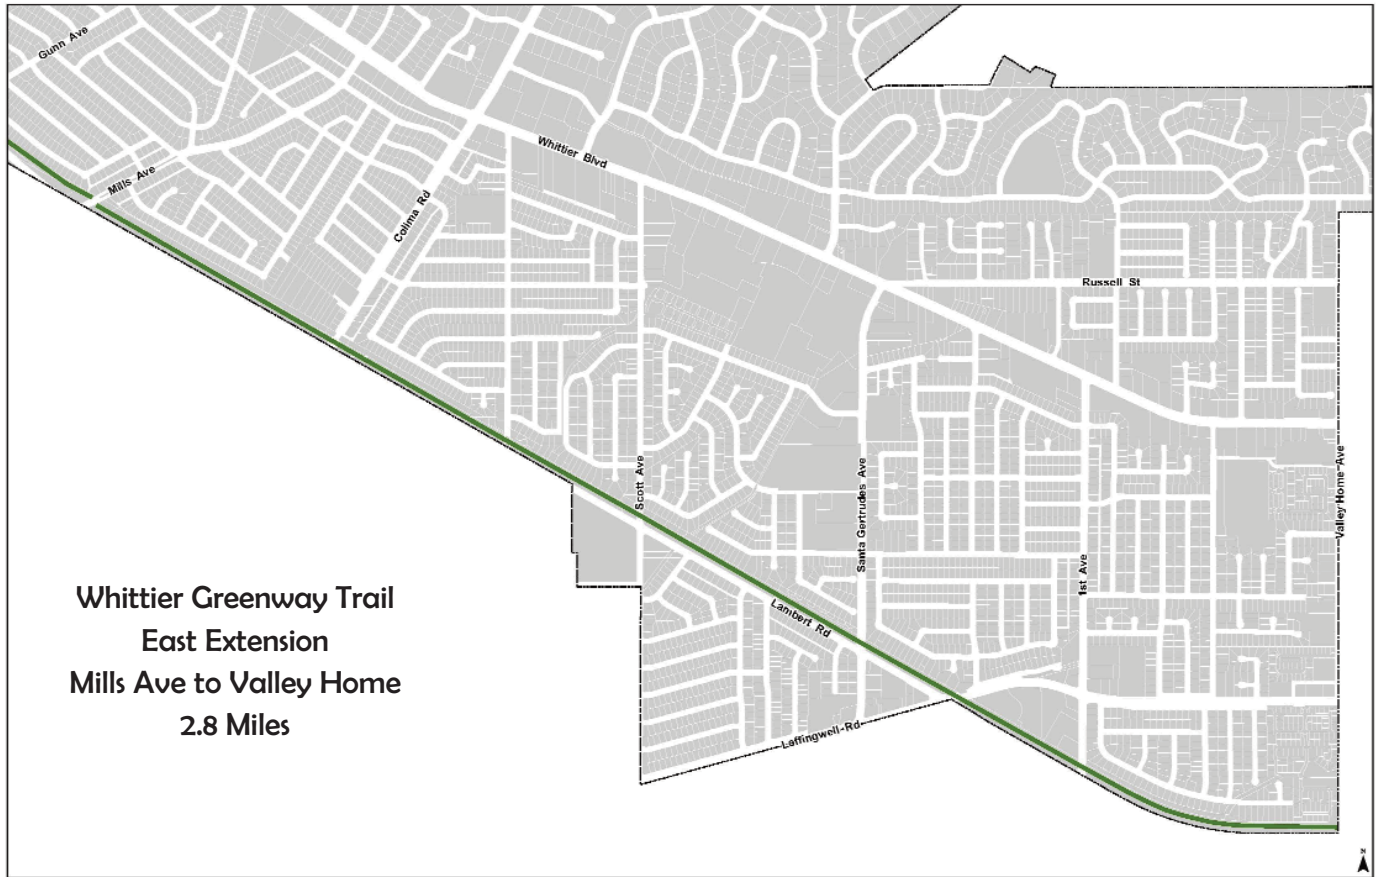 Gunn Ave
Mills Ave
Colima Rd
Whittier Blvd
Russell St
Scott Ave
Santa Gertrudes Ave
1st Ave
Valley Home Ave
Lambert Rd
Leffingwell Rd
Whittier Greenway Trail
East Extension
Mills Ave to Valley Home
2.8 Miles
N